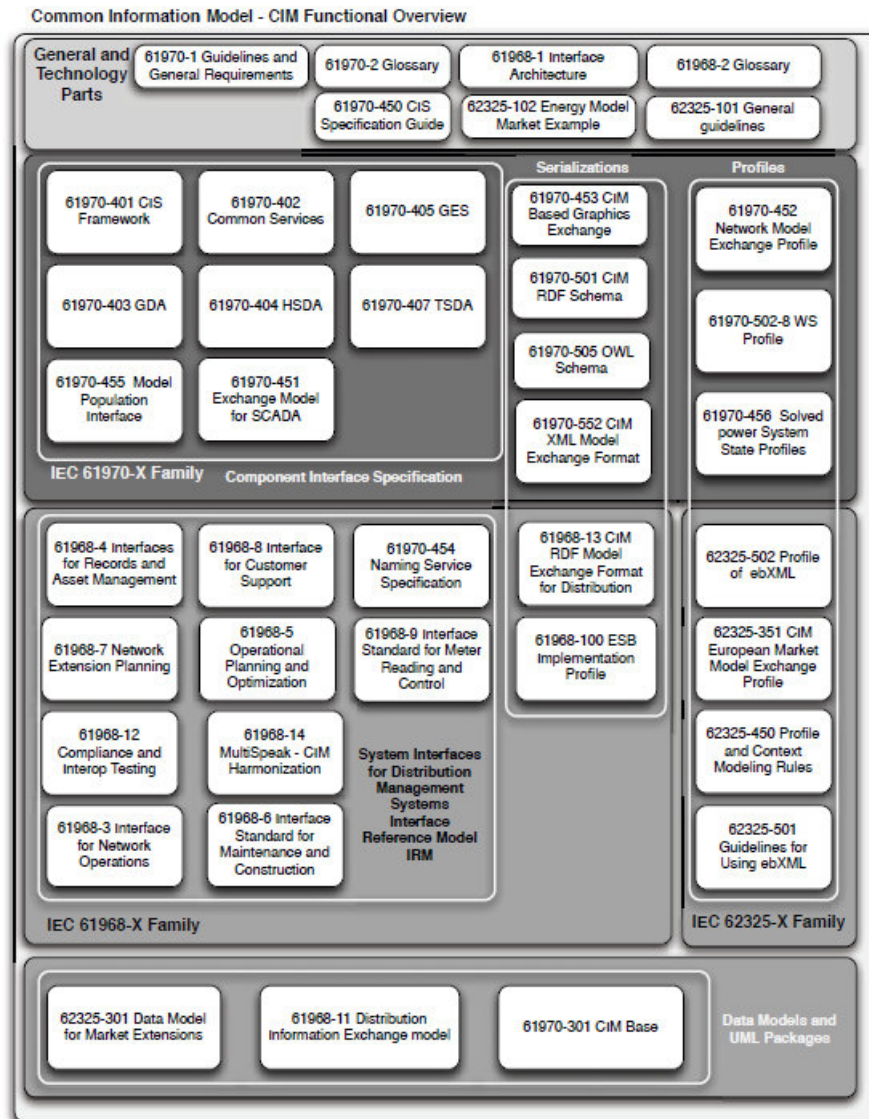 Common Information Model - CIM Functional Overview
General and
Technology
Parts
61970-1 Guidelines and
General Requirements
61970-2 Glossary
61968-1 Interface
Architecture
61968-2 Glossary
61970-450 CiS
Specification Guide
62325-102 Energy Model
Market Example
62325-101 General
guidelines
Serializations
Profiles
61970-401 CiS
Framework
61970-402
Common Services
61970-405 GES
61970-403 GDA
61970-404 HSDA
61970-407 TSDA
61970-455 Model
Population
Interface
61970-451
Exchange Model
for SCADA
IEC 61970-X Family
Component Interface Specification
61970-453 CiM
Based Graphics
Exchange
61970-501 CiM
RDF Schema
61970-505 OWL
Schema
61970-552 CiM
XML Model
Exchange Format
61970-452
Network Model
Exchange Profile
61970-502-8 WS
Profile
61970-456 Solved
power System
State Profiles
61968-4 Interfaces
for Records and
Asset Management
61968-8 Interface
for Customer
Support
61970-454
Naming Service
Specification
61968-7 Network
Extension Planning
61968-5
Operational
Planning and
Optimization
61968-9 Interface
Standard for Meter
Reading and
Control
61968-12
Compliance and
Interop Testing
61968-14
MultiSpeak - CiM
Harmonization
System Interfaces
for Distribution
Management
Systems
Interface
Reference Model
IRM
61968-3 Interface
for Network
Operations
61968-6 Interface
Standard for
Maintenance and
Construction
IEC 61968-X Family
61968-13 CiM
RDF Model
Exchange Format
for Distribution
61968-100 ESB
Implementation
Profile
62325-502 Profile
of ebXML
62325-351 CiM
European Market
Model Exchange
Profile
62325-450 Profile
and Context
Modeling Rules
62325-501
Guidelines for
Using ebXML
IEC 62325-X Family
62325-301 Data Model
for Market Extensions
61968-11 Distribution
Information Exchange model
61970-301 CiM Base
Data Models and
UML Packages